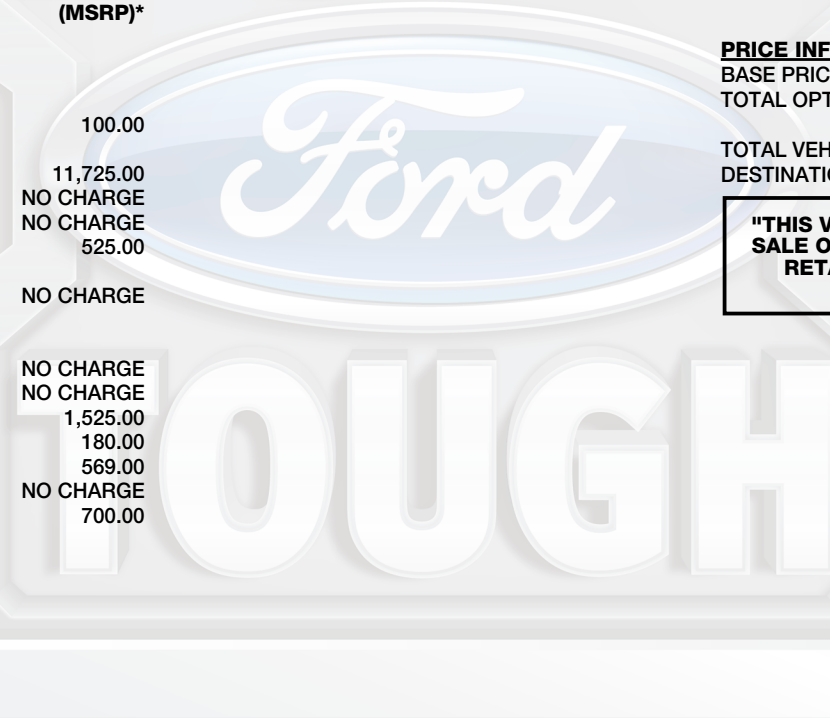 (MSRP)*
100.00
11,725.00
NO CHARGE
NO CHARGE
525.00
NO CHARGE
NO CHARGE
NO CHARGE
1,525.00
180.00
569.00
NO CHARGE
700.00
PRICE INF
BASE PRIC
TOTAL OPT
TOTAL VEH
DESTINATIO
"THIS V
SALE O
RETA
Ford
TOUGH